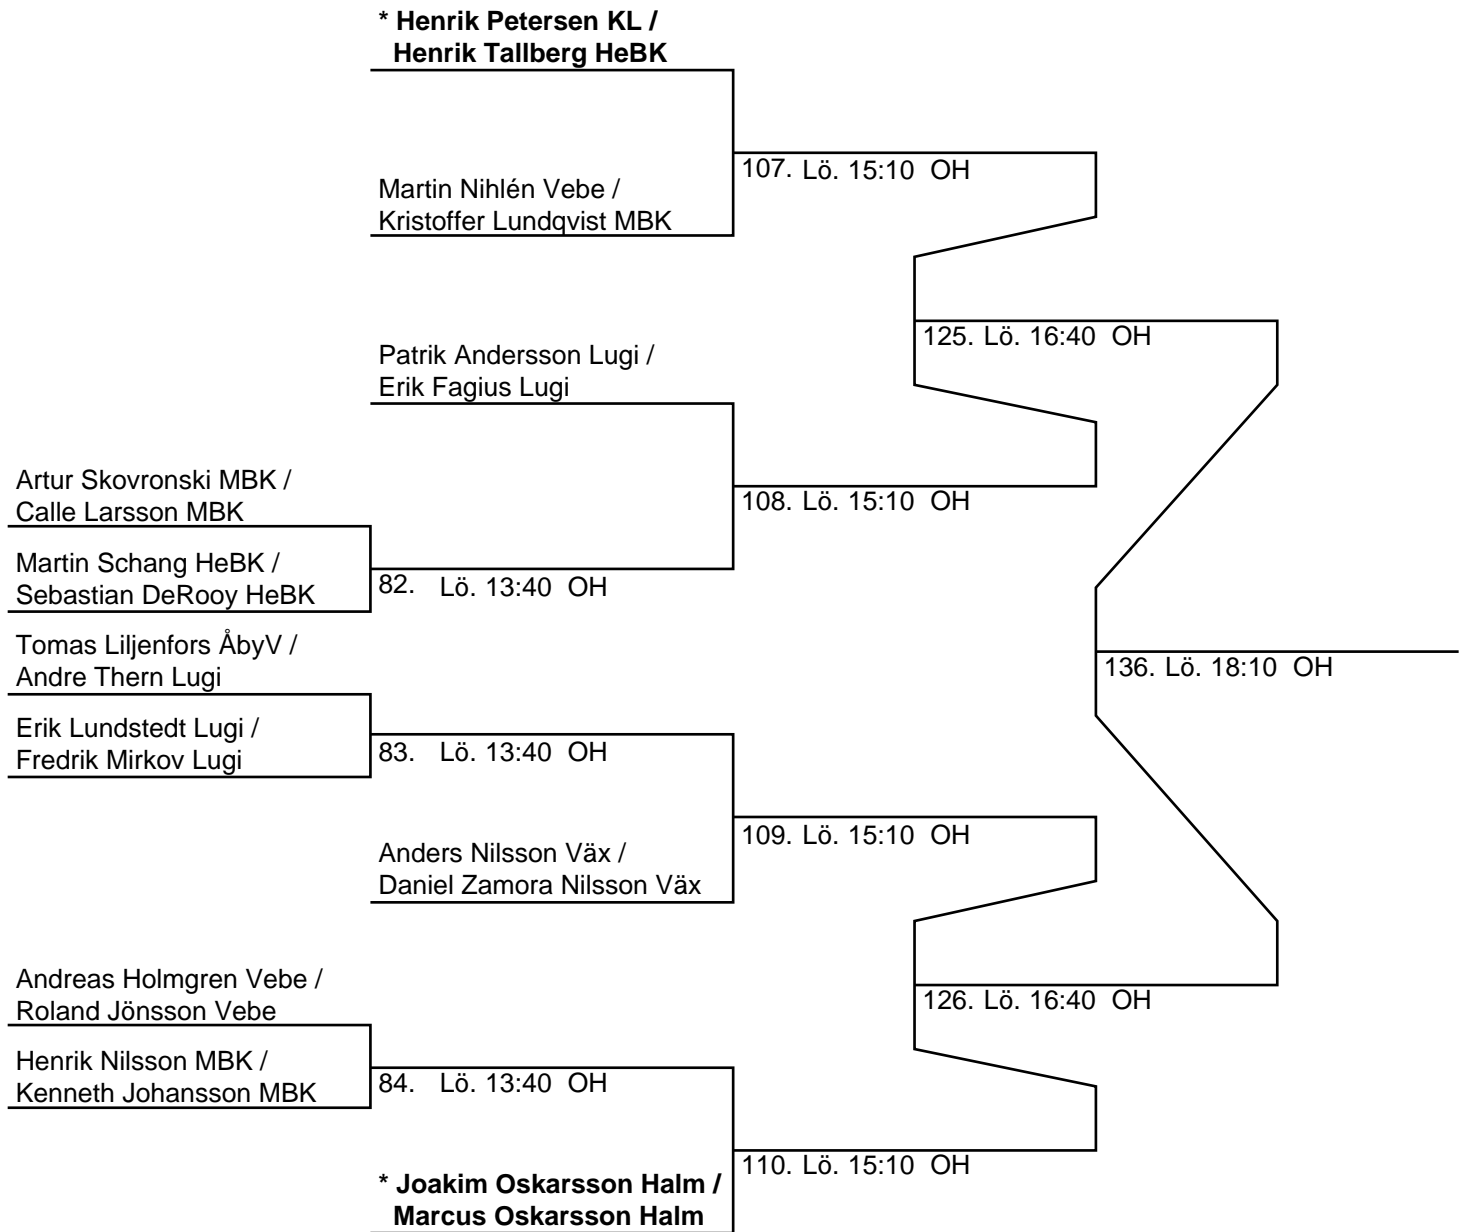 * Henrik Petersen KL /
Henrik Tallberg HeBK
107. Lö. 15:10 OH
Martin Nihlén Vebe /
Kristoffer Lundqvist MBK
125. Lö. 16:40 OH
Patrik Andersson Lugi /
Erik Fagius Lugi
Artur Skovronski MBK /
Calle Larsson MBK
108. Lö. 15:10 OH
Martin Schang HeBK /
Sebastian DeRooy HeBK
82. Lö. 13:40 OH
Tomas Liljenfors ÅbyV /
Andre Thern Lugi
136. Lö. 18:10 OH
Erik Lundstedt Lugi /
Fredrik Mirkov Lugi
83. Lö. 13:40 OH
109. Lö. 15:10 OH
Anders Nilsson Väx /
Daniel Zamora Nilsson Väx
Andreas Holmgren Vebe /
Roland Jönsson Vebe
126. Lö. 16:40 OH
Henrik Nilsson MBK /
Kenneth Johansson MBK
84. Lö. 13:40 OH
110. Lö. 15:10 OH
* Joakim Oskarsson Halm /
Marcus Oskarsson Halm